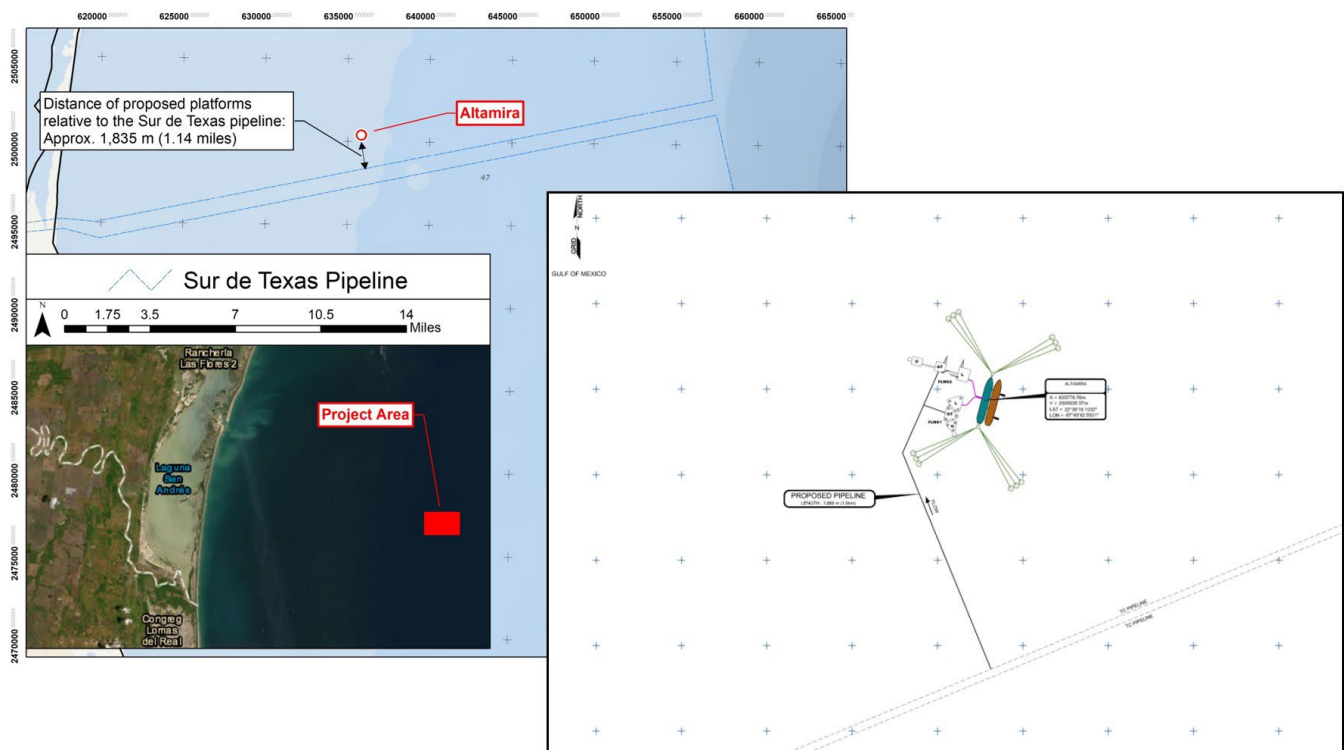 620000
625000
630000
635000
640000
645000
650000
655000
660000
665000
2505000
2500000
2495000
2490000
2485000
2480000
2475000
2470000
Distance of proposed platforms
relative to the Sur de Texas pipeline:
Approx. 1,835 m (1.14 miles)
Altamira
47
Sur de Texas Pipeline
N
0 1.75 3.5 7 10.5 14
Miles
Ranchería
Las Flores 2
Laguna
San
Andrés
Project Area
Congreg
Lomas
del Real
NORTH
N
GRID
GULF OF MEXICO
FLNG2
FLNG1
ALTAMIRA
PROPOSED PIPELINE
FLOW
TC PIPELINE
TC PIPELINE